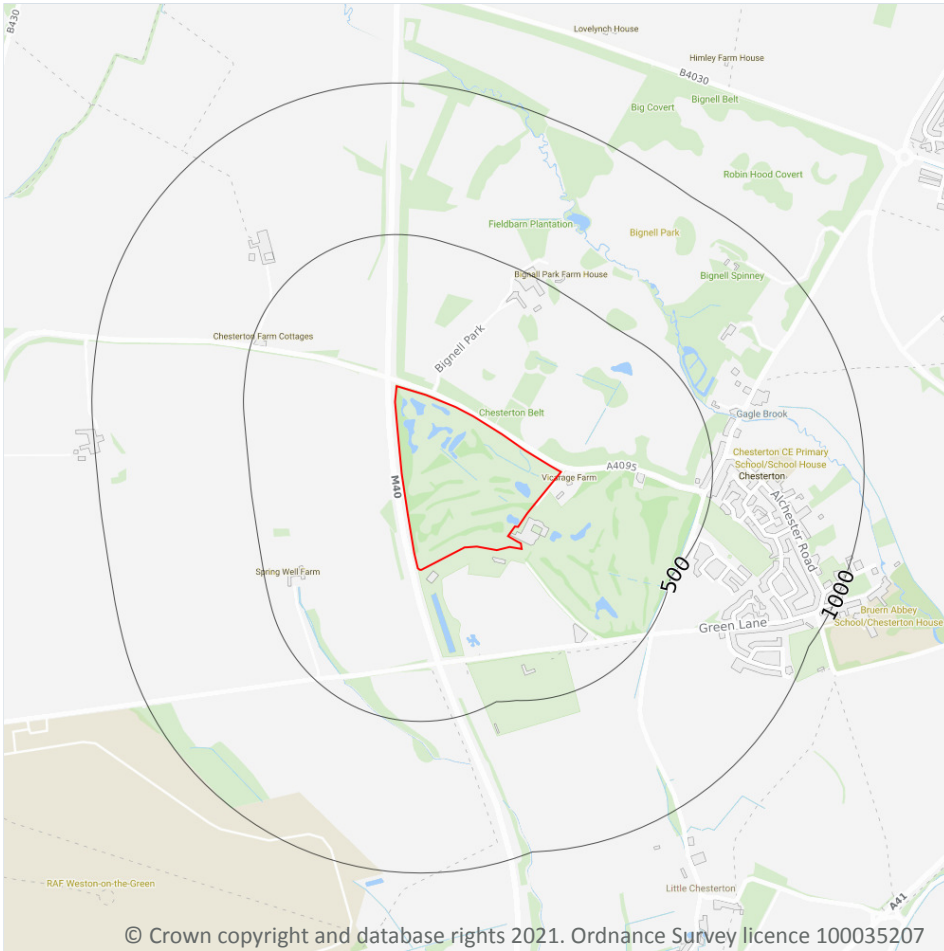 B430
Lovelynch House
Himley Farm House
B4030
Bignell Belt
Big Covert
Robin Hood Covert
Fieldbarn Plantation
Bignell Park
Bignell Spinney
Bignall Park Farm House
Chesterton Farm Cottages
Bignell Park
Chesterton Belt
Gagle Brook
Chesterton CE Primary
School/School House
Chesterton
A4095
Vicarage Farm
M40
Alchester Road
500
1000
Spring Well Farm
Bruern Abbey
School/Chesterton House
Green Lane
RAF Weston-on-the-Green
Little Chesterton
A41
© Crown copyright and database rights 2021. Ordnance Survey licence 100035207